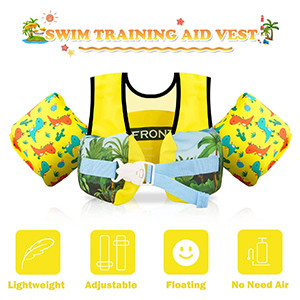 SWIM TRAINING AID VEST
FRONT
Lightweight
Adjustable
Floating
No Need Air